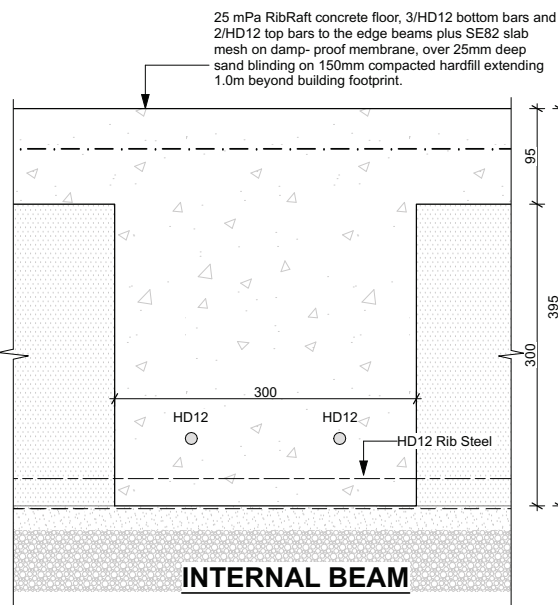 25 mPa RibRaft concrete floor, 3/HD12 bottom bars and
2/HD12 top bars to the edge beams plus SE82 slab
mesh on damp- proof membrane, over 25mm deep
sand blinding on 150mm compacted hardfill extending
1.0m beyond building footprint.
95
395
300
300
HD12 HD12
HD12 Rib Steel
INTERNAL BEAM